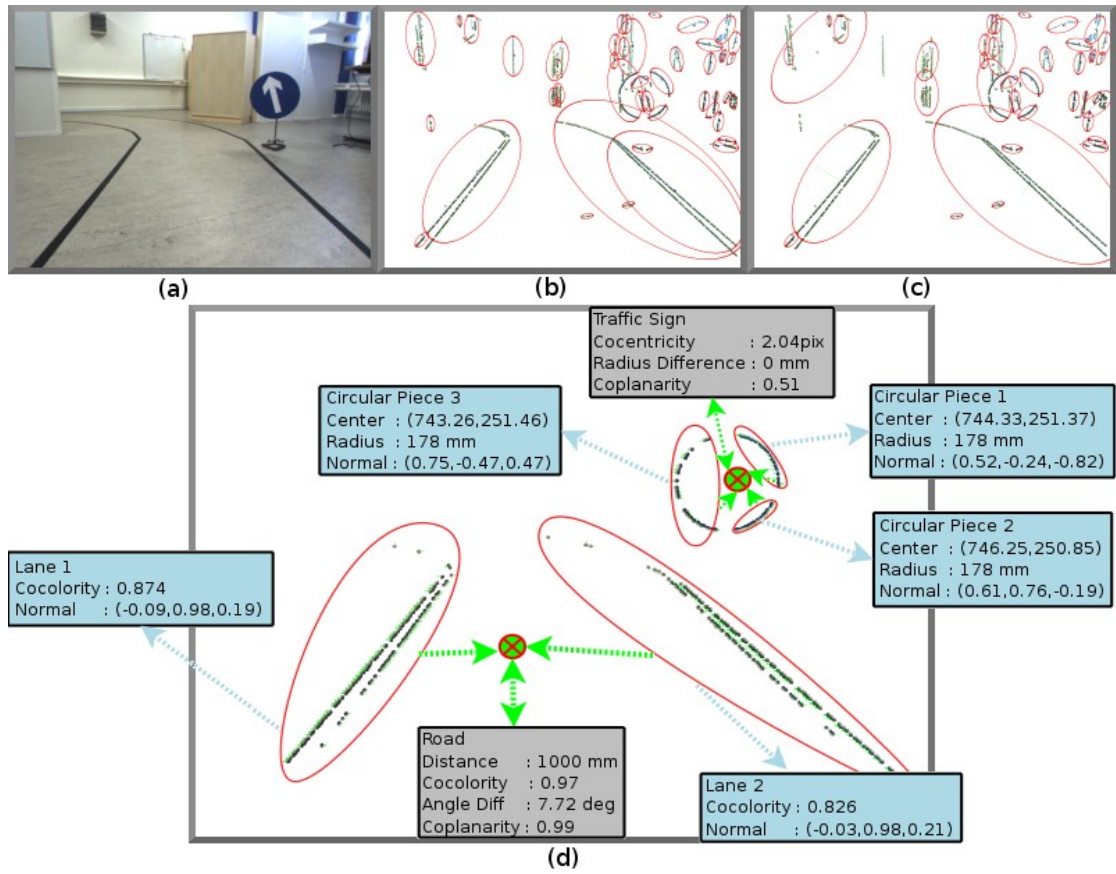 (a)
(b)
(c)
Traffic Sign
Cocentricity : 2.04pix
Radius Difference : 0 mm
Coplanarity : 0.51
Circular Piece 3
Center : (743.26,251.46)
Radius : 178 mm
Normal : (0.75,-0.47,0.47)
Circular Piece 1
Center : (744.33,251.37)
Radius : 178 mm
Normal : (0.52,-0.24,-0.82)
Circular Piece 2
Center : (746.25,250.85)
Radius : 178 mm
Normal : (0.61,0.76,-0.19)
Lane 1
Cocolority : 0.874
Normal : (-0.09,0.98,0.19)
Road
Distance : 1000 mm
Cocolority : 0.97
Angle Diff : 7.72 deg
Coplanarity : 0.99
Lane 2
Cocolority : 0.826
Normal : (-0.03,0.98,0.21)
(d)